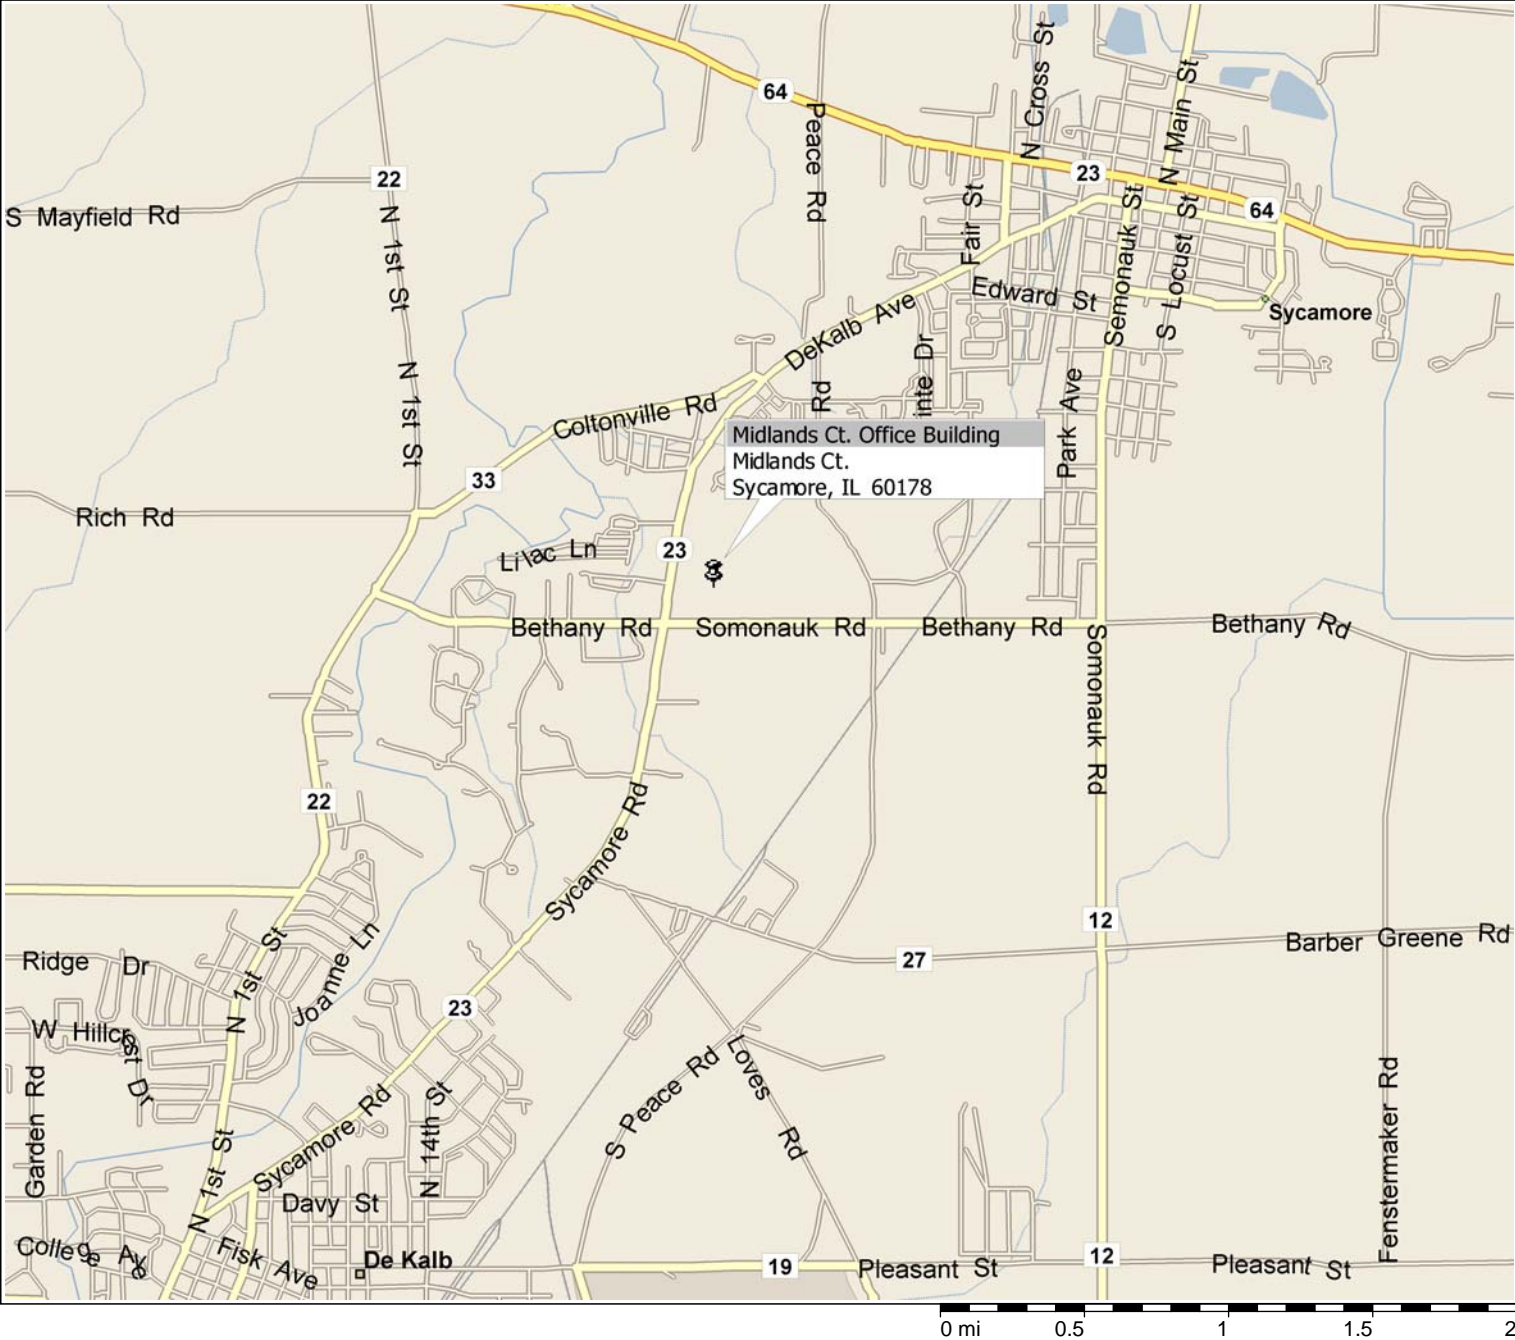 64
N Cross St
N Main St
Peace Rd
22
23
S Mayfield Rd
N 1st St
Fair St
Semonauk St
S Locust St
64
Edward St
Sycamore
DeKalb Ave
N 1st St
Rd
inte Dr
Park Ave
Coltonville Rd
Midlands Ct. Office Building
Midlands Ct.
Sycamore, IL 60178
33
Rich Rd
Lilac Ln
23
Bethany Rd
Somonauk Rd
Bethany Rd
Bethany Rd
Somonauk Rd
22
Sycamore Rd
12
Ridge Dr
N 1st St
Joanne Ln
27
Barber Greene Rd
23
W Hillcrest Dr
Garden Rd
Sycamore Rd
N 14th St
S Peace Rd
Loves Rd
Fenstermaker Rd
N 1st St
Davy St
College Ave
Fisk Ave
De Kalb
19
Pleasant St
12
Pleasant St
0 mi 0.5 1 1.5 2